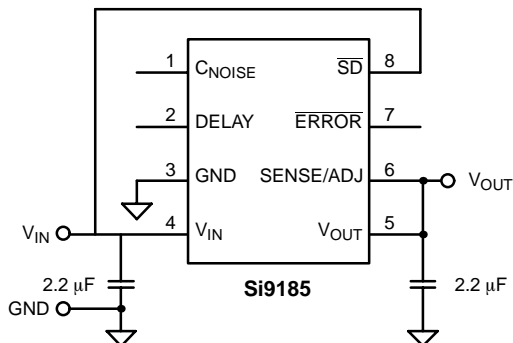 1 C_NOISE SD 8
2 DELAY ERROR 7
3 GND SENSE/ADJ 6 V_OUT
V_IN 4 V_IN V_OUT 5
2.2 μF Si9185 2.2 μF
GND